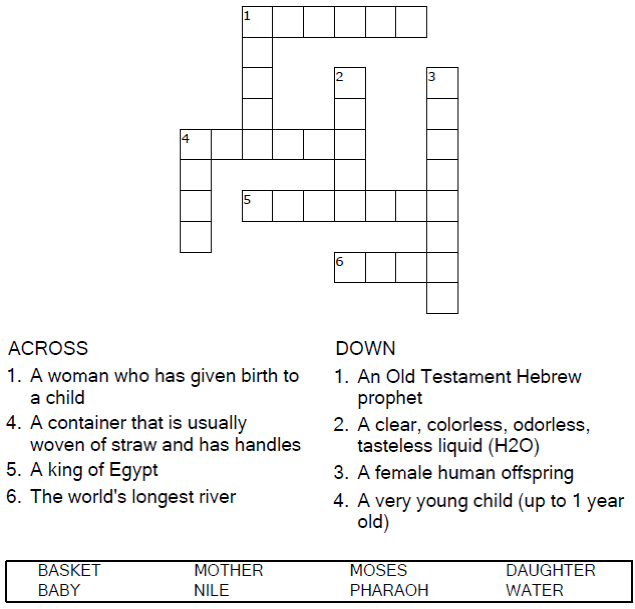 1
2
3
4
5
6
ACROSS
1. A woman who has given birth to
a child
4. A container that is usually
woven of straw and has handles
5. A king of Egypt
6. The world's longest river
DOWN
1. An Old Testament Hebrew
prophet
2. A clear, colorless, odorless,
tasteless liquid (H2O)
3. A female human offspring
4. A very young child (up to 1 year
old)
BASKET MOTHER MOSES DAUGHTER
BABY NILE PHARAOH WATER